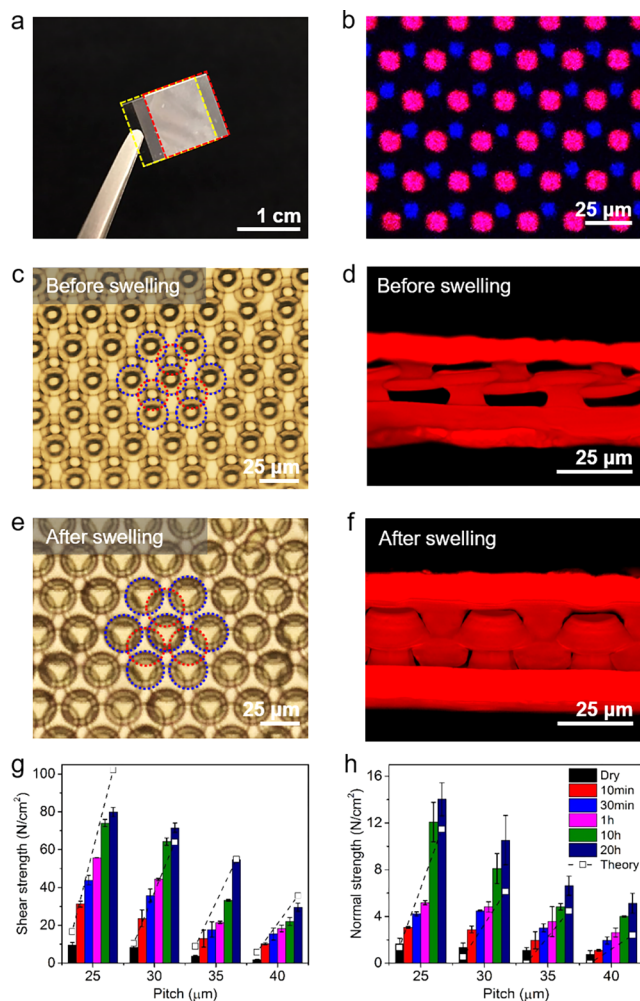 a
1 cm
b
25 µm
c
Before swelling
25 µm
d
Before swelling
25 µm
e
After swelling
25 µm
f
After swelling
25 µm
g
Shear strength (N/cm²)
100
80
60
40
20
0
25 30 35 40
Pitch (µm)
h
Normal strength (N/cm²)
16
12
8
4
0
Dry
10min
30min
1h
10h
20h
Theory
25 30 35 40
Pitch (µm)